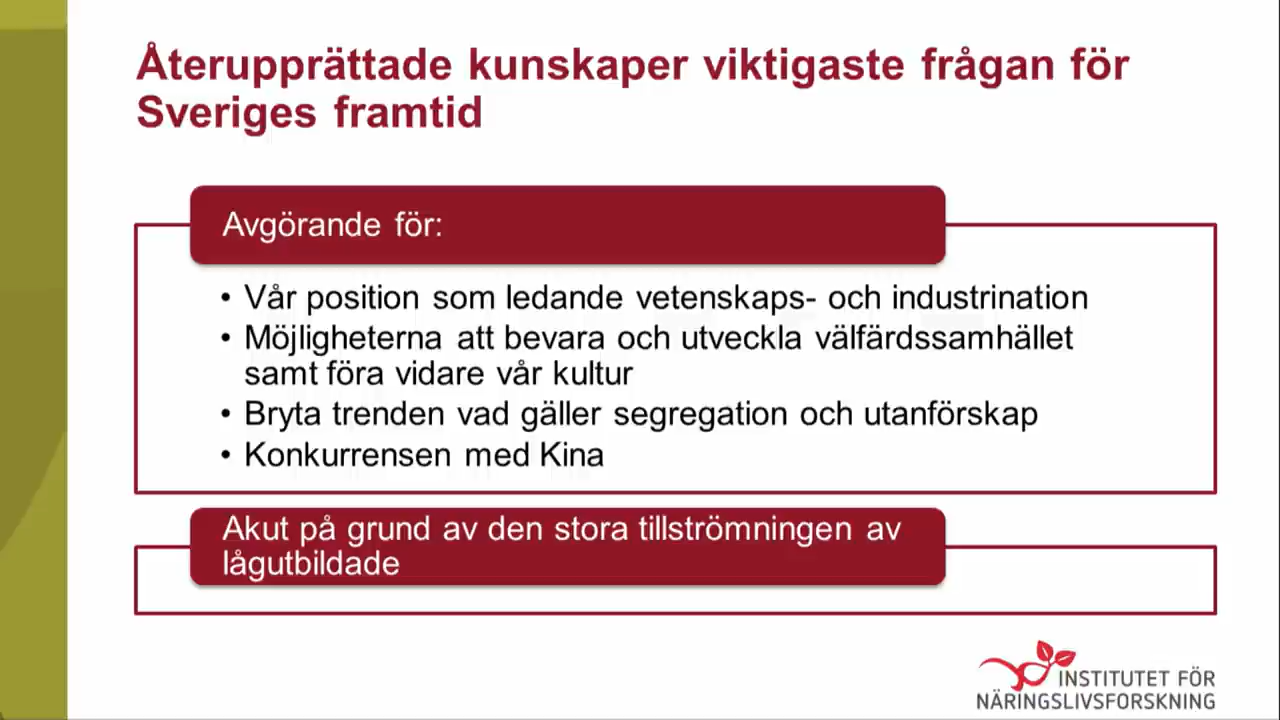 Återupprättade kunskaper viktigaste frågan för
Sveriges framtid
Avgörande för:
• Vår position som ledande vetenskaps- och industrination
• Möjligheterna att bevara och utveckla välfärdssamhället
samt föra vidare vår kultur
• Bryta trenden vad gäller segregation och utanförskap
• Konkurrensen med Kina
Akut på grund av den stora tillströmningen av
lågutbildade
INSTITUTET FÖR
NÄRINGSLIVSFORSKNING